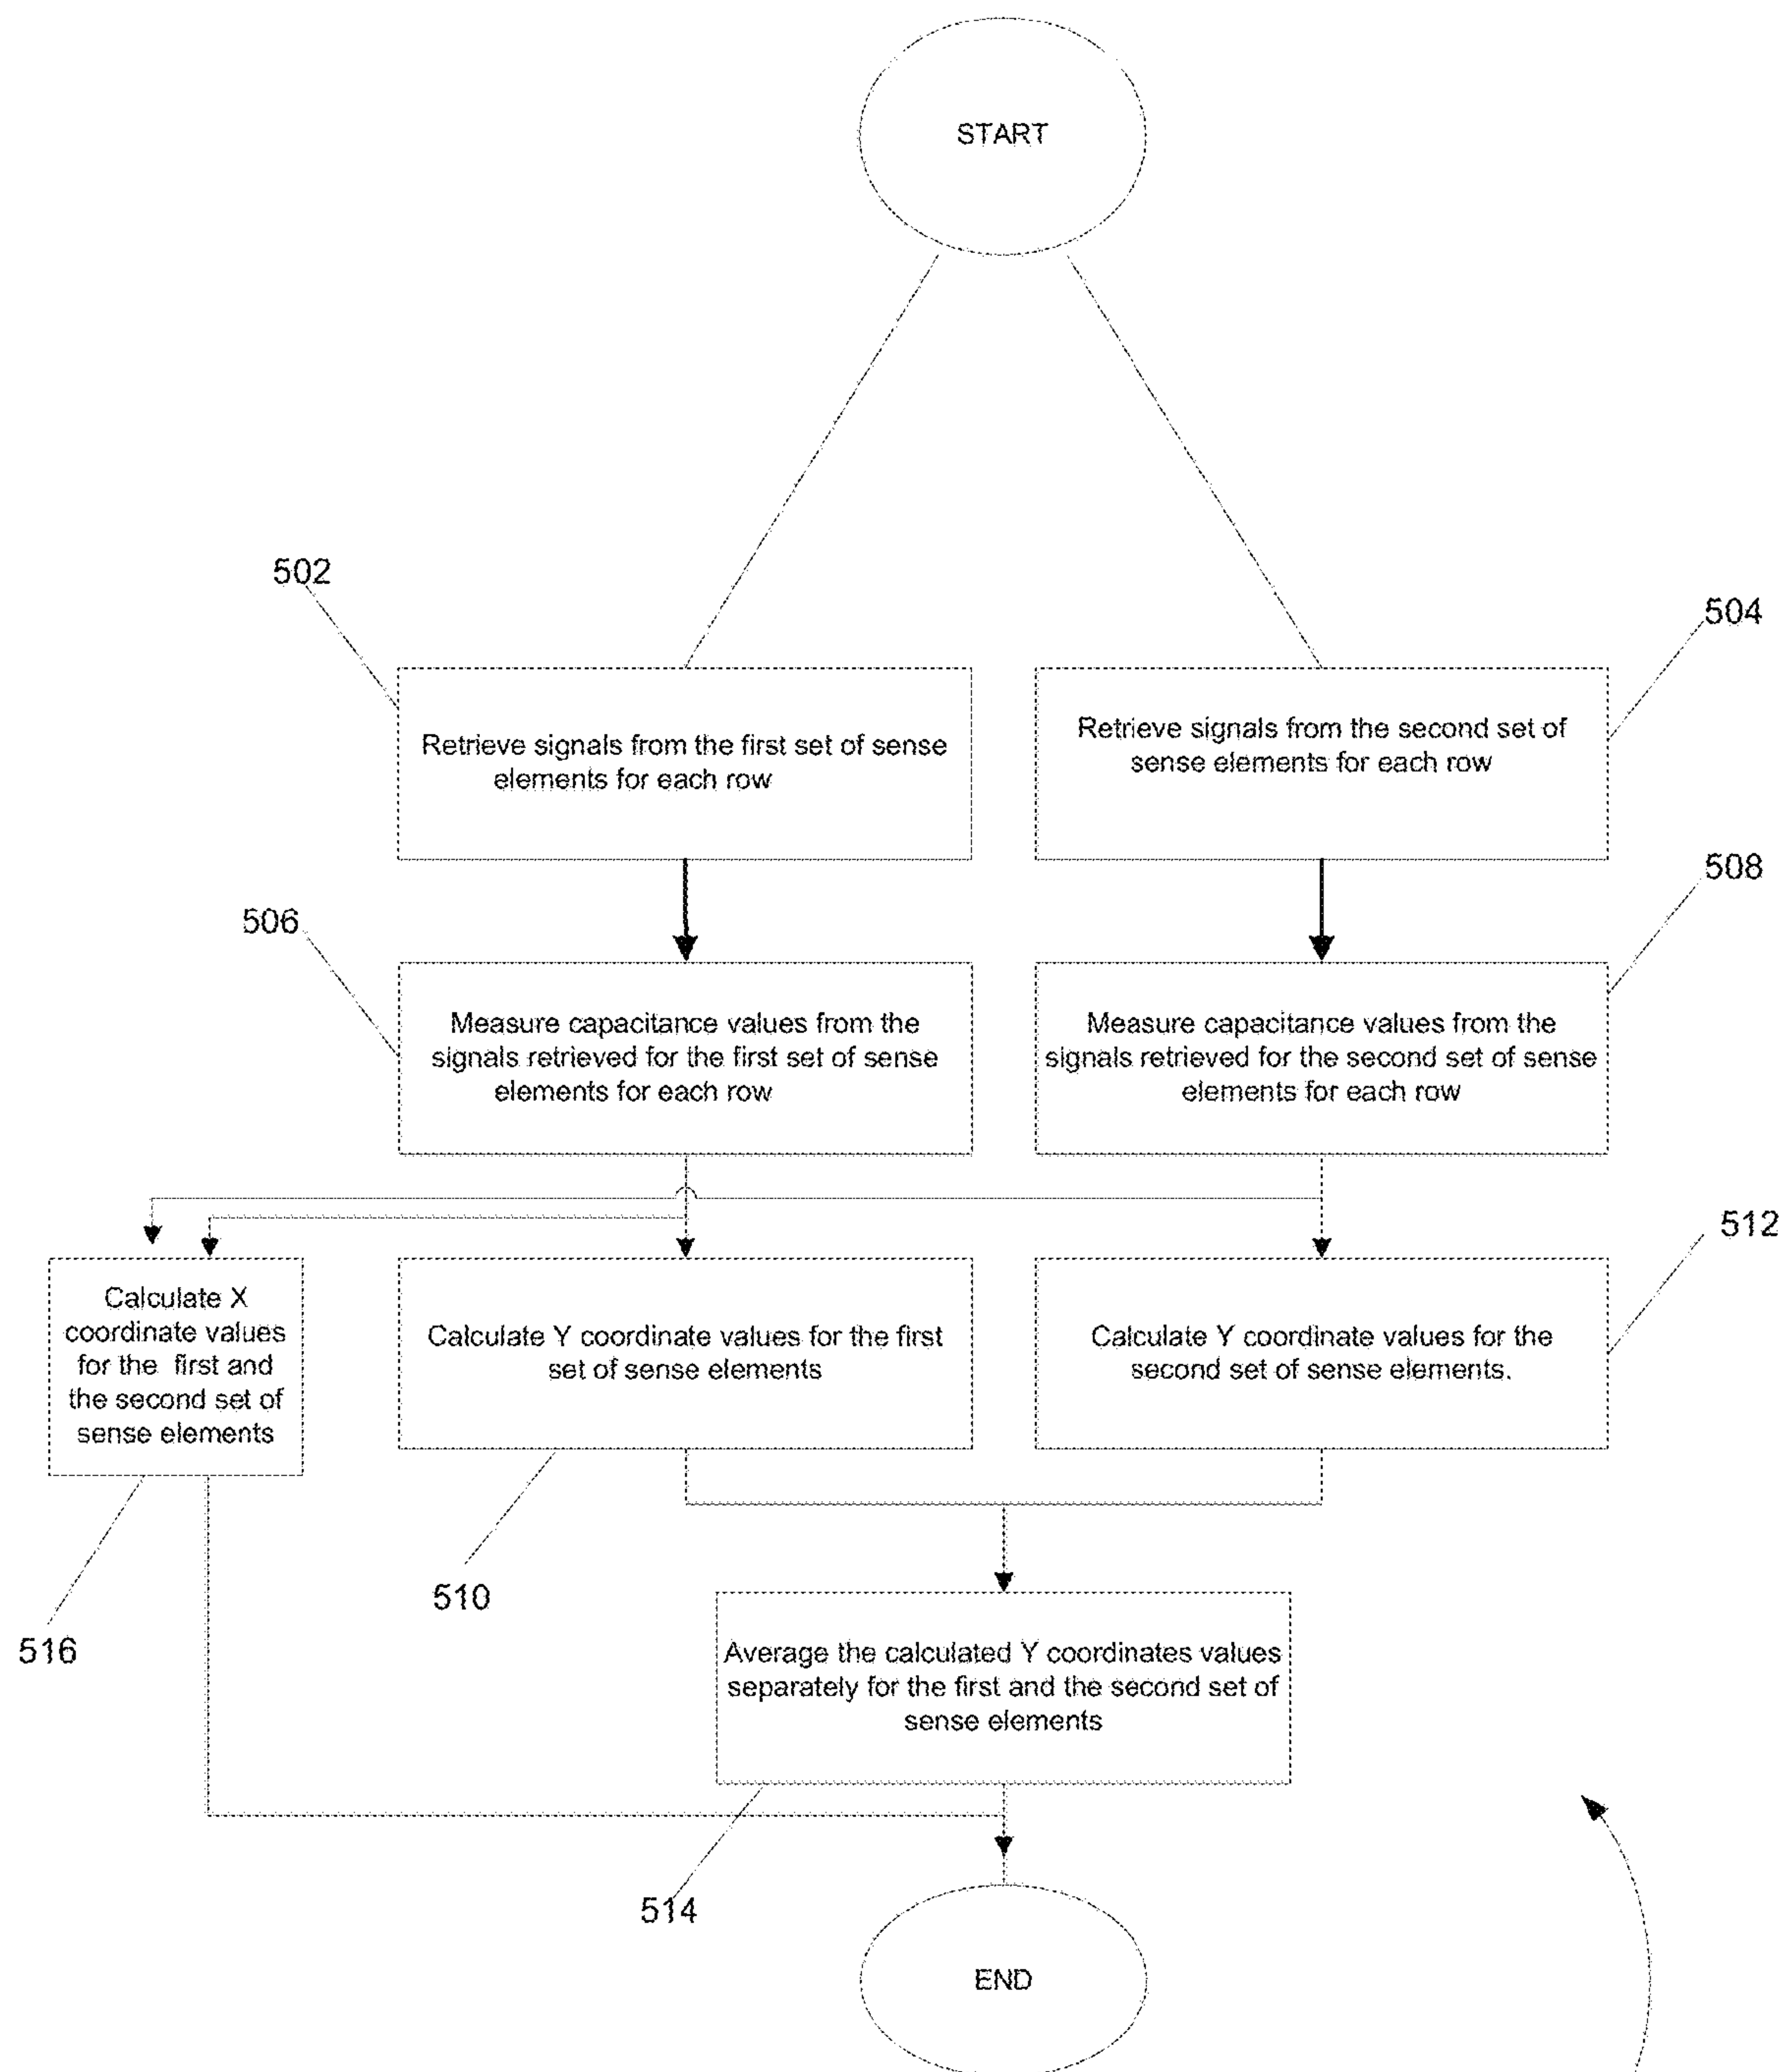 START
502
504
Retrieve signals from the first set of sense
elements for each row
Retrieve signals from the second set of
sense elements for each row
506
508
Measure capacitance values from the
signals retrieved for the first set of sense
elements for each row
Measure capacitance values from the
signals retrieved for the second set of sense
elements for each row
512
Calculate X
coordinate values
for the first and
the second set of
sense elements
Calculate Y coordinate values for the first
set of sense elements
Calculate Y coordinate values for the
second set of sense elements.
510
516
Average the calculated Y coordinates values
separately for the first and the second set of
sense elements
514
END